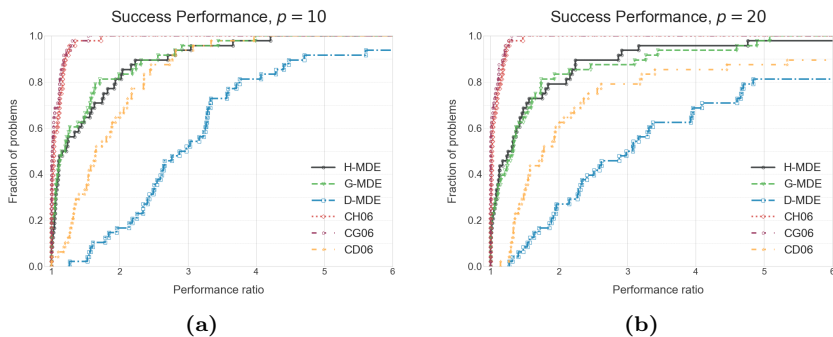 Success Performance, p = 10
Fraction of problems
1.0
0.8
0.6
0.4
0.2
0.0
1 2 3 4 5 6
Performance ratio
H-MDE
G-MDE
D-MDE
CH06
CG06
CD06
(a)
Success Performance, p = 20
Fraction of problems
1.0
0.8
0.6
0.4
0.2
0.0
1 2 3 4 5 6
Performance ratio
H-MDE
G-MDE
D-MDE
CH06
CG06
CD06
(b)